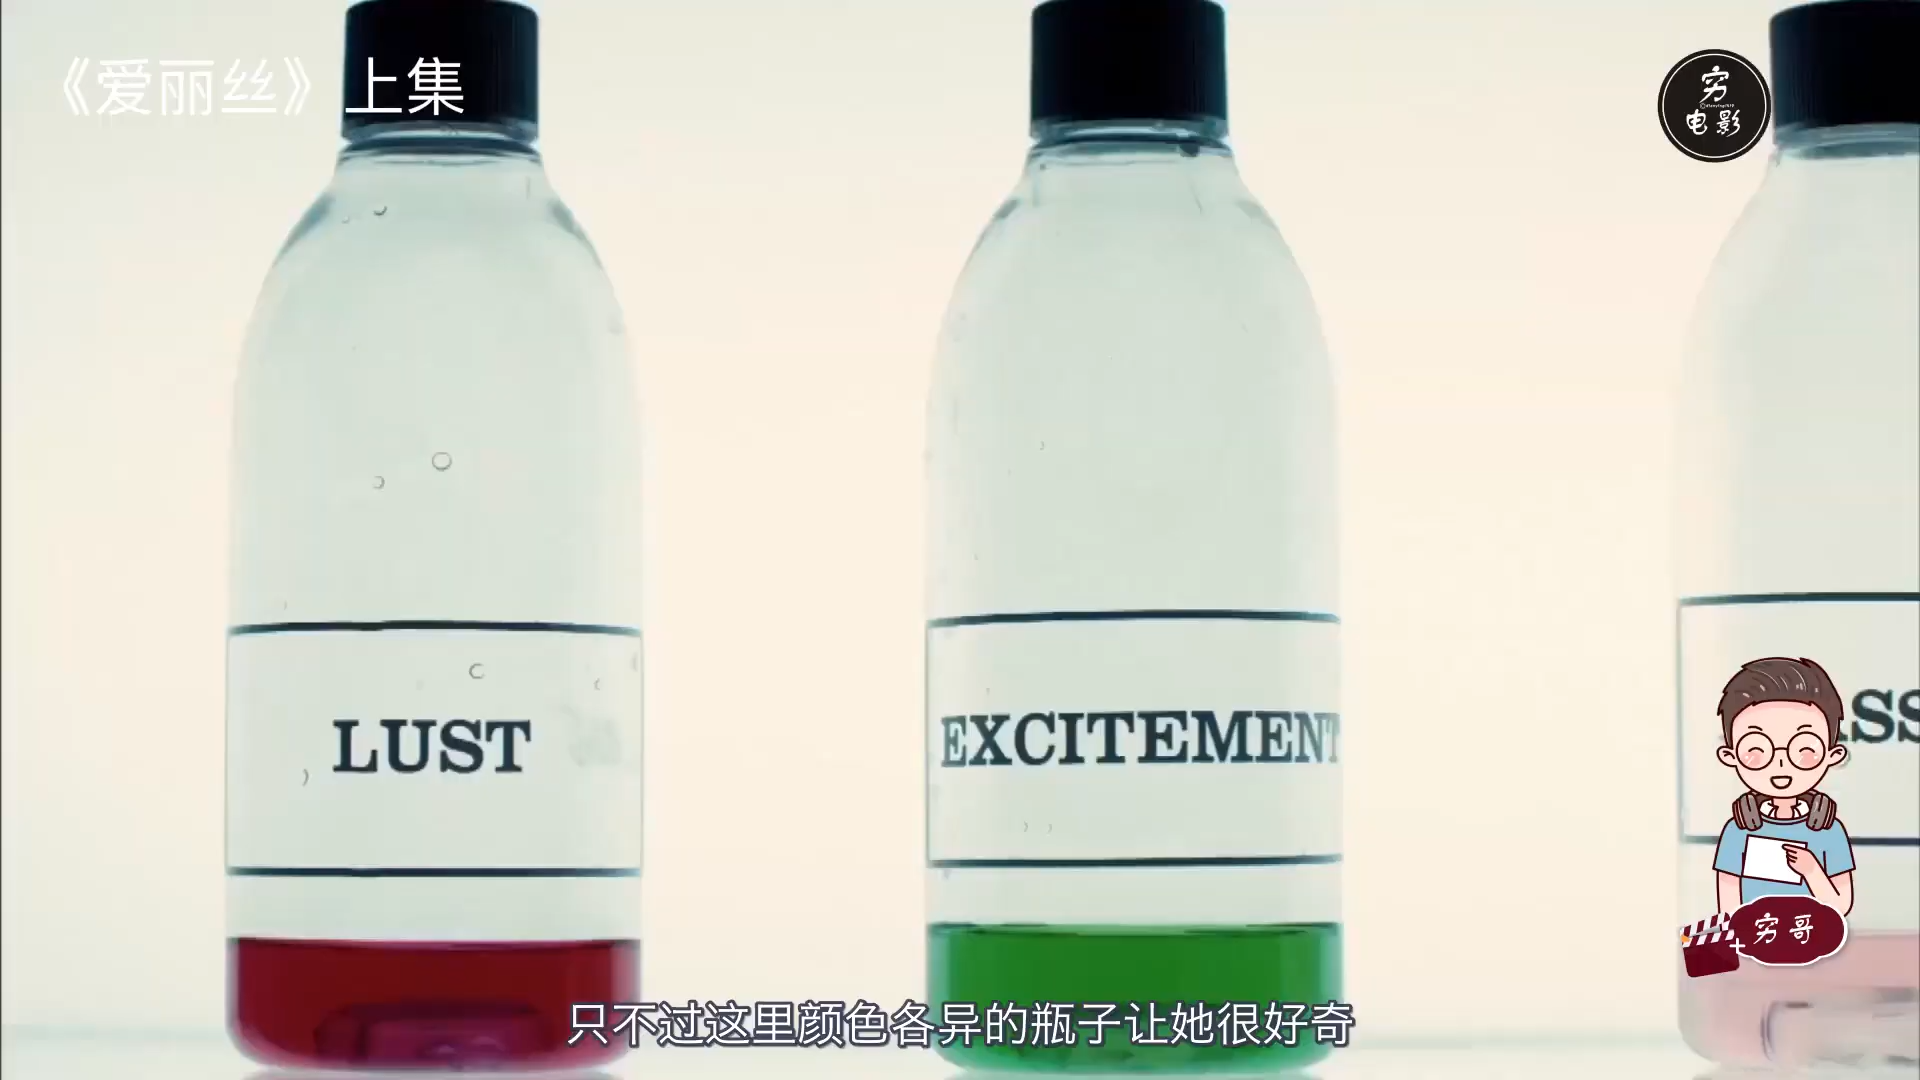 《爱丽丝》上集
穷
电影
LUST
EXCITEMENT
ASS
穷哥
只不过这里颜色各异的瓶子让她很好奇